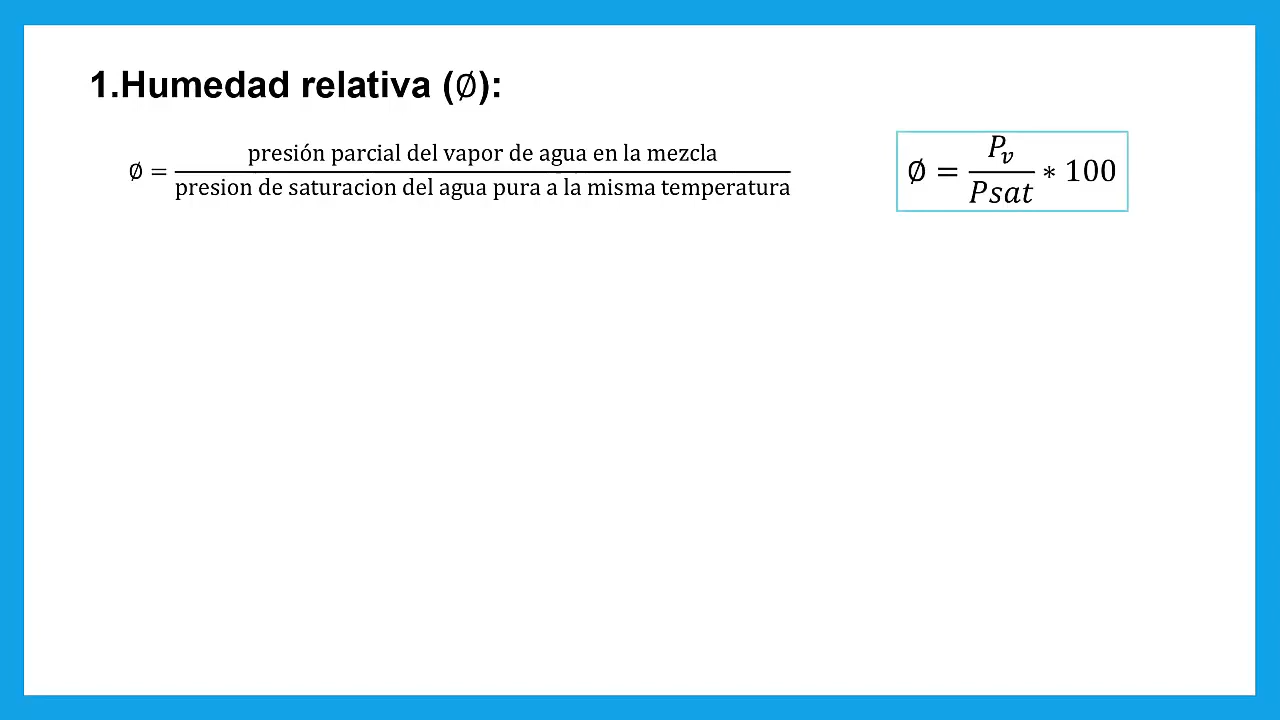 1.Humedad relativa (∅):
∅ = presión parcial del vapor de agua en la mezcla / presion de saturacion del agua pura a la misma temperatura
∅ = P_v / Psat * 100